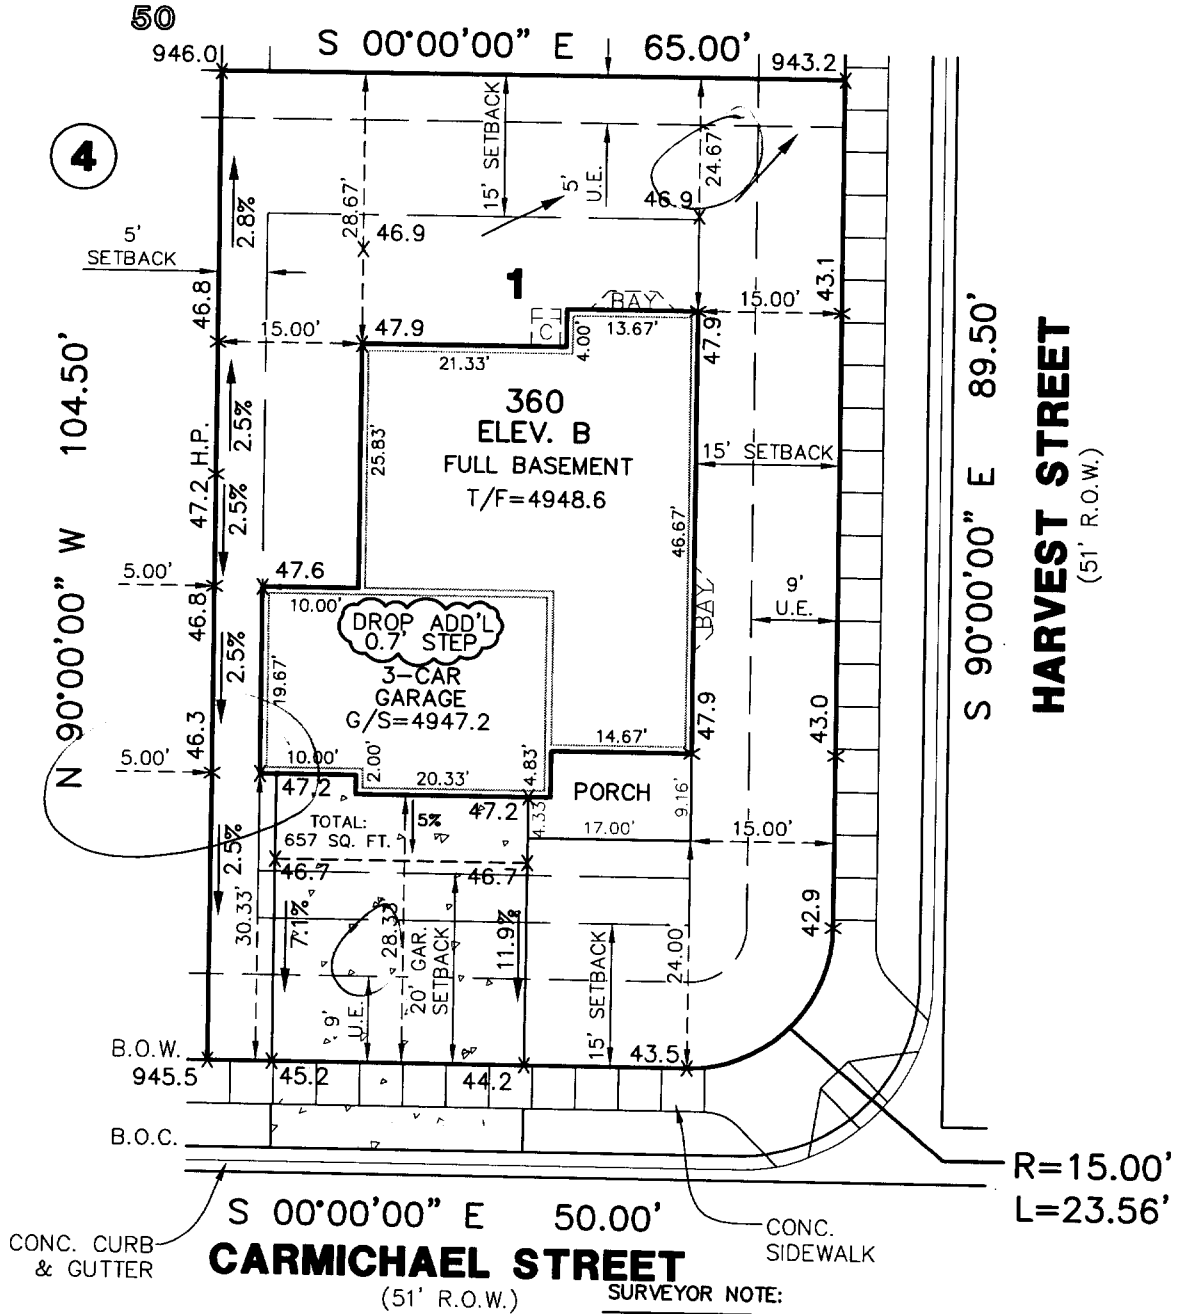 50
S 00°00'00" E 65.00'
946.0
943.2
4
15' SETBACK
5'
U.E.
24.67
28.67'
2.8%
46.9
46.9
5'
SETBACK
1
46.8
43.1
15.00'
47.9
BAY
15.00'
C
4.00'
13.67'
47.9
21.33'
N 90°00'00" W 104.50'
S 90°00'00" E 89.50'
HARVEST STREET
(51' R.O.W.)
2.5%
25.83'
360
ELEV. B
FULL BASEMENT
T/F=4948.6
15' SETBACK
47.2 H.P.
2.5%
46.67'
5.00'
47.6
10.00'
46.8
DROP ADD'L
0.7' STEP
BAY
9'
U.E.
2.5%
19.67'
3-CAR
GARAGE
G/S=4947.2
47.9
43.0
46.3
5.00'
14.67'
10.00'
2.00'
20.33'
4.83'
PORCH
47.2
47.2
4.33'
9.16'
TOTAL:
657 SQ. FT.
5%
17.00'
15.00'
2.5%
46.7
46.7
42.9
30.33'
7.1%
28.33'
20' GAR.
SETBACK
11.9%
15' SETBACK
24.00'
9'
U.E.
B.O.W.
43.5
945.5
45.2
44.2
B.O.C.
R=15.00'
L=23.56'
S 00°00'00" E 50.00'
CONC. CURB
& GUTTER
CONC.
SIDEWALK
CARMICHAEL STREET
(51' R.O.W.)
SURVEYOR NOTE: